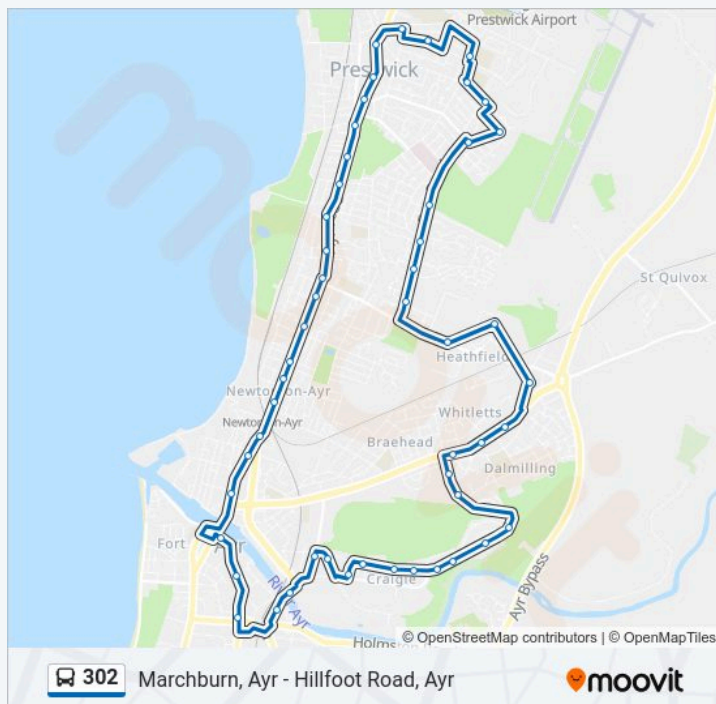 Prestwick Airport
Prestwick
St Quivox
Heathfield
Newton-on-Ayr
Whitletts
Newton-on-Ayr
Braehead
Dalmilling
Fort
Ayr
Craigie
River Ayr
Ayr Bypass
Holmston
© OpenStreetMap contributors | © OpenMapTiles
302 Marchburn, Ayr - Hillfoot Road, Ayr
moovit